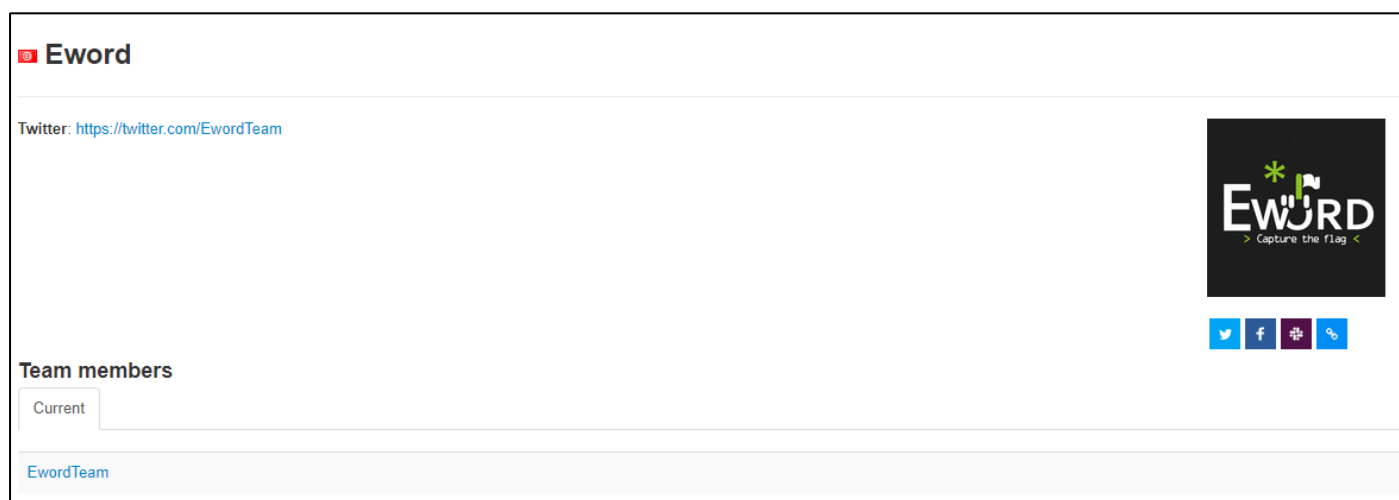 Eword
Twitter: https://twitter.com/EwordTeam
EWORD
> Capture the flag <
Team members
Current
EwordTeam